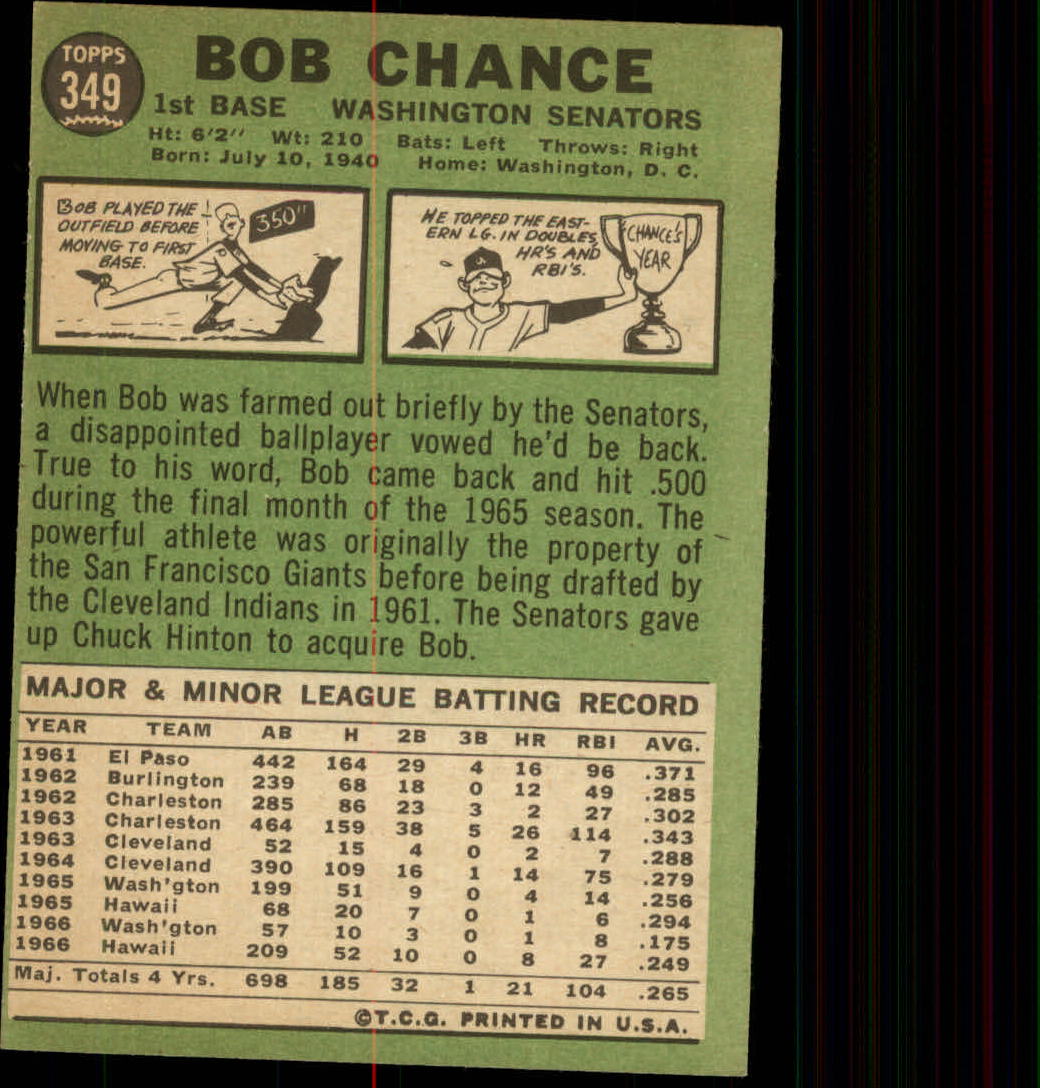 TOPPS
349
BOB CHANCE
1st BASE WASHINGTON SENATORS
Ht: 6'2" Wt: 210 Bats: Left Throws: Right
Born: July 10, 1940 Home: Washington, D. C.
BOB PLAYED THE
OUTFIELD BEFORE
MOVING TO FIRST
BASE.
350"
HE TOPPED THE EAST-
ERN LG. IN DOUBLES,
HR'S AND
RBI'S.
CHANCE'S
YEAR
When Bob was farmed out briefly by the Senators,
a disappointed ballplayer vowed he'd be back.
True to his word, Bob came back and hit .500
during the final month of the 1965 season. The
powerful athlete was originally the property of
the San Francisco Giants before being drafted by
the Cleveland Indians in 1961. The Senators gave
up Chuck Hinton to acquire Bob.
MAJOR & MINOR LEAGUE BATTING RECORD
YEAR TEAM AB H 2B 3B HR RBI AVG.
1961 El Paso 442 164 29 4 16 96 .371
1962 Burlington 239 68 18 0 12 49 .285
1962 Charleston 285 86 23 3 2 27 .302
1963 Charleston 464 159 38 5 26 114 .343
1963 Cleveland 52 15 4 0 2 7 .288
1964 Cleveland 390 109 16 1 14 75 .279
1965 Wash'gton 199 51 9 0 4 14 .256
1965 Hawaii 68 20 7 0 1 6 .294
1966 Wash'gton 57 10 3 0 1 8 .175
1966 Hawaii 209 52 10 0 8 27 .249
Maj. Totals 4 Yrs. 698 185 32 1 21 104 .265
©T.C.G. PRINTED IN U.S.A.